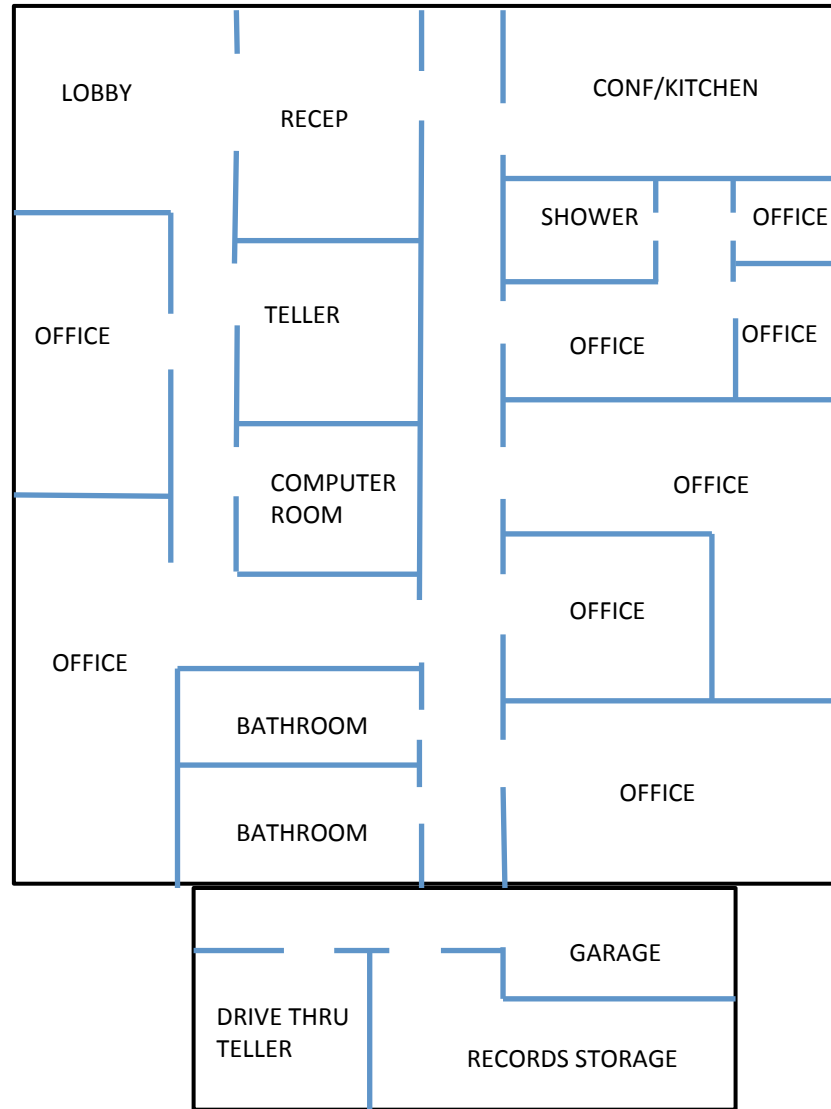 LOBBY
CONF/KITCHEN
RECEP
SHOWER
OFFICE
TELLER
OFFICE
OFFICE
OFFICE
COMPUTER
ROOM
OFFICE
OFFICE
OFFICE
BATHROOM
OFFICE
BATHROOM
GARAGE
DRIVE THRU
TELLER
RECORDS STORAGE